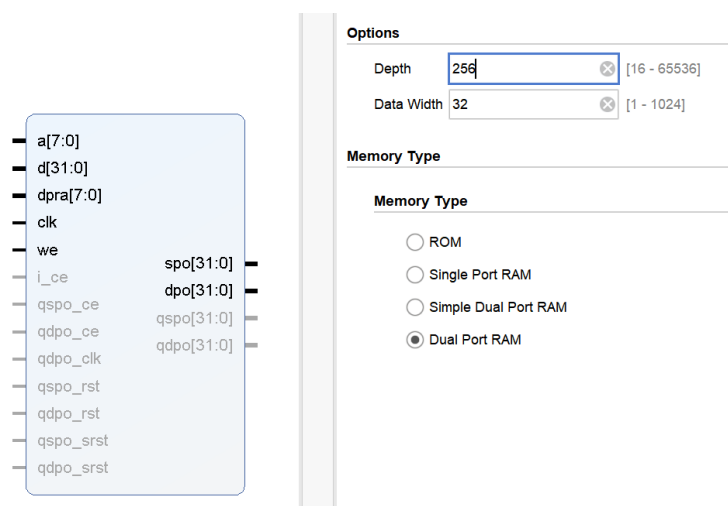 a[7:0]
d[31:0]
dpra[7:0]
clk
we
i_ce
qspo_ce
qdpo_ce
qdpo_clk
qspo_rst
qdpo_rst
qspo_srst
qdpo_srst
spo[31:0]
dpo[31:0]
qspo[31:0]
qdpo[31:0]
Options
Depth 256 [16 - 65536]
Data Width 32 [1 - 1024]
Memory Type
Memory Type
ROM
Single Port RAM
Simple Dual Port RAM
Dual Port RAM